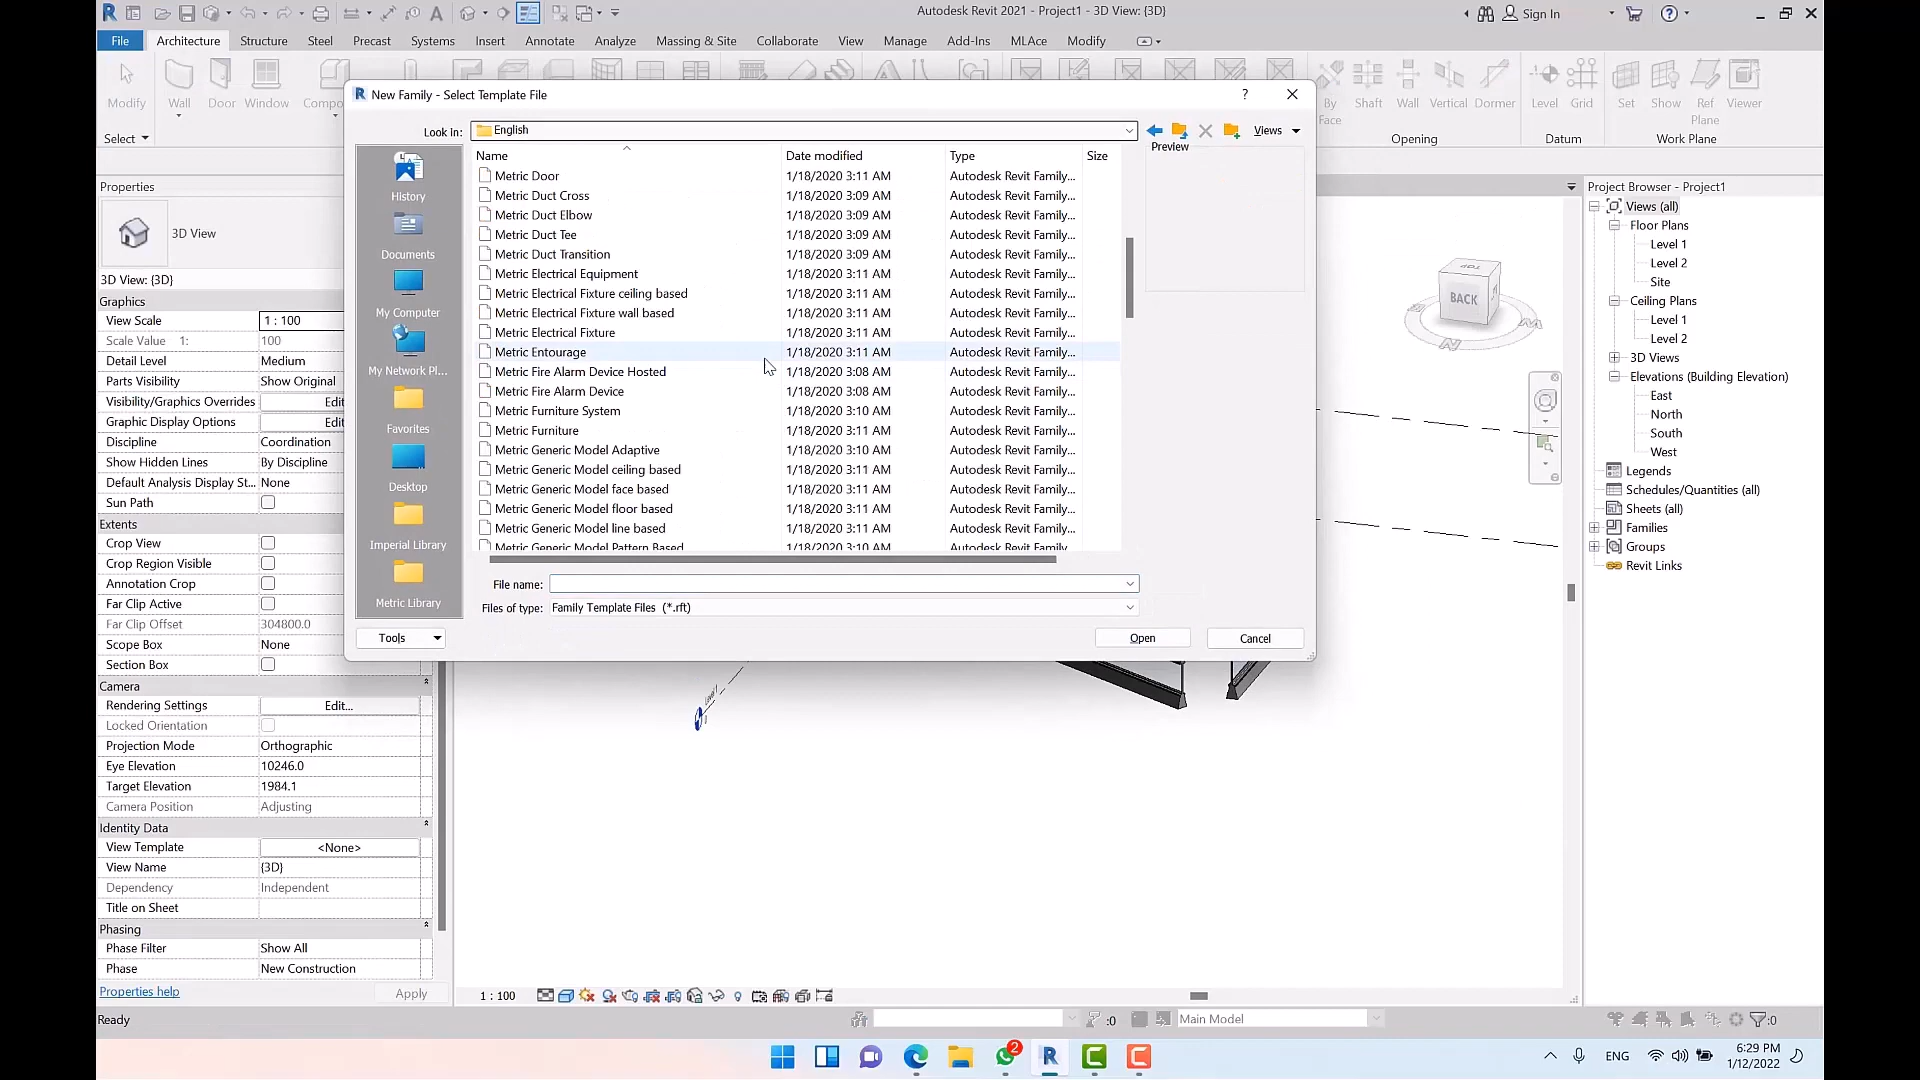 Autodesk Revit 2021 - Project1 - 3D View: {3D}
Sign In
File Architecture Structure Steel Precast Systems Insert Annotate Analyze Massing & Site Collaborate View Manage Add-Ins MLAce Modify
Modify Wall Door Window Compo By Face Shaft Wall Vertical Dormer Level Grid Set Show Ref Plane Viewer
Select Opening Datum Work Plane
New Family - Select Template File
Look in: English
Views
Preview
Name Date modified Type Size
Metric Door 1/18/2020 3:11 AM Autodesk Revit Family...
Metric Duct Cross 1/18/2020 3:09 AM Autodesk Revit Family...
Metric Duct Elbow 1/18/2020 3:09 AM Autodesk Revit Family...
Metric Duct Tee 1/18/2020 3:09 AM Autodesk Revit Family...
Metric Duct Transition 1/18/2020 3:09 AM Autodesk Revit Family...
Metric Electrical Equipment 1/18/2020 3:11 AM Autodesk Revit Family...
Metric Electrical Fixture ceiling based 1/18/2020 3:11 AM Autodesk Revit Family...
Metric Electrical Fixture wall based 1/18/2020 3:11 AM Autodesk Revit Family...
Metric Electrical Fixture 1/18/2020 3:11 AM Autodesk Revit Family...
Metric Entourage 1/18/2020 3:11 AM Autodesk Revit Family...
Metric Fire Alarm Device Hosted 1/18/2020 3:08 AM Autodesk Revit Family...
Metric Fire Alarm Device 1/18/2020 3:08 AM Autodesk Revit Family...
Metric Furniture System 1/18/2020 3:10 AM Autodesk Revit Family...
Metric Furniture 1/18/2020 3:11 AM Autodesk Revit Family...
Metric Generic Model Adaptive 1/18/2020 3:10 AM Autodesk Revit Family...
Metric Generic Model ceiling based 1/18/2020 3:11 AM Autodesk Revit Family...
Metric Generic Model face based 1/18/2020 3:11 AM Autodesk Revit Family...
Metric Generic Model floor based 1/18/2020 3:11 AM Autodesk Revit Family...
Metric Generic Model line based 1/18/2020 3:11 AM Autodesk Revit Family...
Metric Generic Model Pattern Based 1/18/2020 3:10 AM Autodesk Revit Family
History
Documents
My Computer
My Network Pl...
Favorites
Desktop
Imperial Library
Metric Library
File name:
Files of type: Family Template Files (*.rft)
Tools Open Cancel
Properties
3D View
3D View: {3D}
Graphics
View Scale 1 : 100
Scale Value 1: 100
Detail Level Medium
Parts Visibility Show Original
Visibility/Graphics Overrides Edit
Graphic Display Options Edit
Discipline Coordination
Show Hidden Lines By Discipline
Default Analysis Display St... None
Sun Path
Extents
Crop View
Crop Region Visible
Annotation Crop
Far Clip Active
Far Clip Offset 304800.0
Scope Box None
Section Box
Camera
Rendering Settings Edit...
Locked Orientation
Projection Mode Orthographic
Eye Elevation 10246.0
Target Elevation 1984.1
Camera Position Adjusting
Identity Data
View Template <None>
View Name {3D}
Dependency Independent
Title on Sheet
Phasing
Phase Filter Show All
Phase New Construction
Properties help Apply
TOP
BACK
N
W
Project Browser - Project1
Views (all)
Floor Plans
Level 1
Level 2
Site
Ceiling Plans
Level 1
Level 2
3D Views
Elevations (Building Elevation)
East
North
South
West
Legends
Schedules/Quantities (all)
Sheets (all)
Families
Groups
Revit Links
1 : 100
Ready
:0
Main Model
:0
2
ENG
6:29 PM
1/12/2022